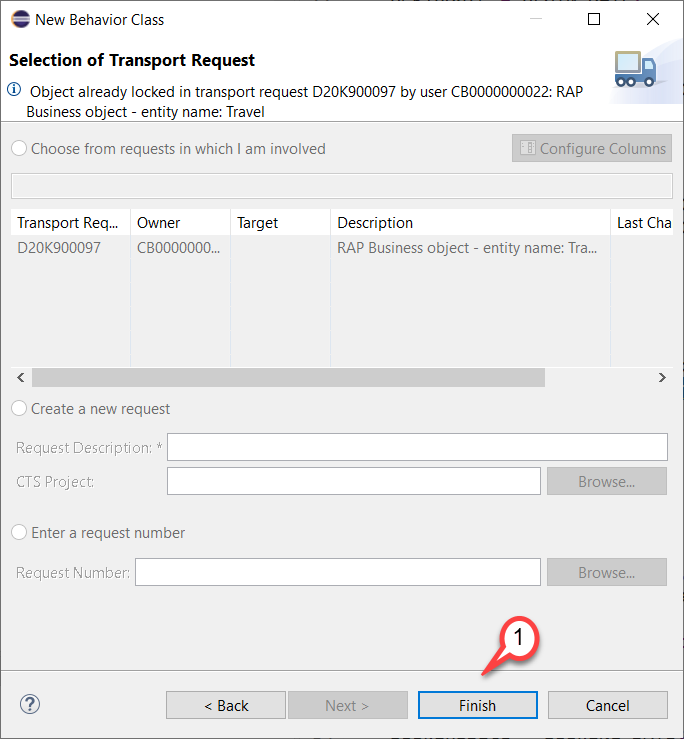 New Behavior Class
Selection of Transport Request
Object already locked in transport request D20K900097 by user CB0000000022: RAP
Business object - entity name: Travel
Choose from requests in which I am involved
Configure Columns
Transport Req... Owner Target Description Last Cha
D20K900097 CB0000000... RAP Business object - entity name: Tra...
Create a new request
Request Description: *
CTS Project: Browse...
Enter a request number
Request Number: Browse...
1
? < Back Next > Finish Cancel